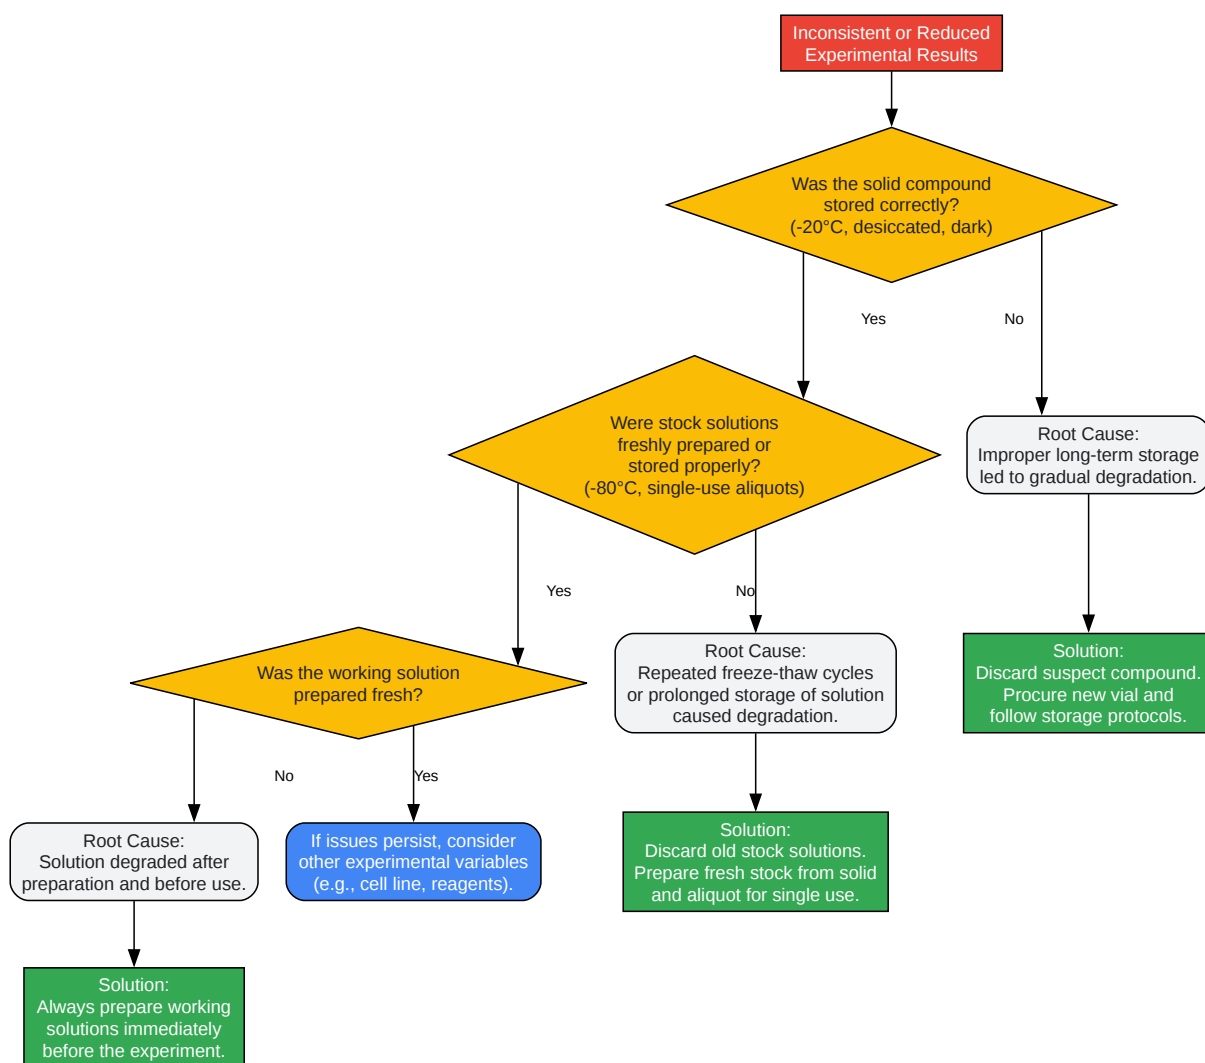 Inconsistent or Reduced
Experimental Results
Was the solid compound
stored correctly?
(-20°C, desiccated, dark)
Yes
No
Were stock solutions
freshly prepared or
stored properly?
(-80°C, single-use aliquots)
Root Cause:
Improper long-term storage
led to gradual degradation.
Yes
No
Was the working solution
prepared fresh?
Root Cause:
Repeated freeze-thaw cycles
or prolonged storage of solution
caused degradation.
Solution:
Discard suspect compound.
Procure new vial and
follow storage protocols.
No
Yes
Root Cause:
Solution degraded after
preparation and before use.
If issues persist, consider
other experimental variables
(e.g., cell line, reagents).
Solution:
Discard old stock solutions.
Prepare fresh stock from solid
and aliquot for single use.
Solution:
Always prepare working
solutions immediately
before the experiment.